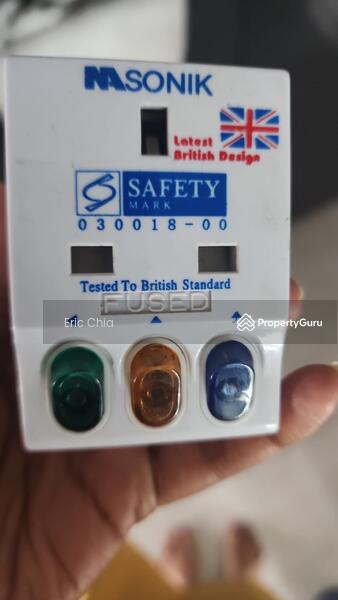 NASONIK
Latest
British Design
SAFETY
MARK
030018-00
Tested To British Standard
FUSED
Eric Chia
PropertyGuru